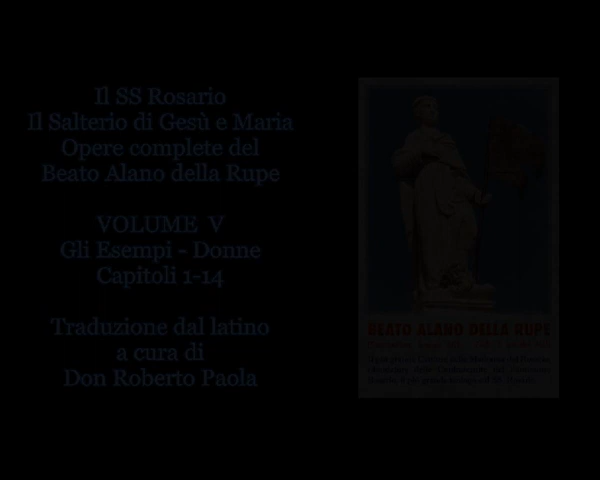 Il SS Rosario
Il Salterio di Gesù e Maria
Opere complete del
Beato Alano della Rupe
VOLUME V
Gli Esempi - Donne
Capitoli 1-14
Traduzione dal latino
a cura di
Don Roberto Paola
BEATO ALANO DELLA RUPE